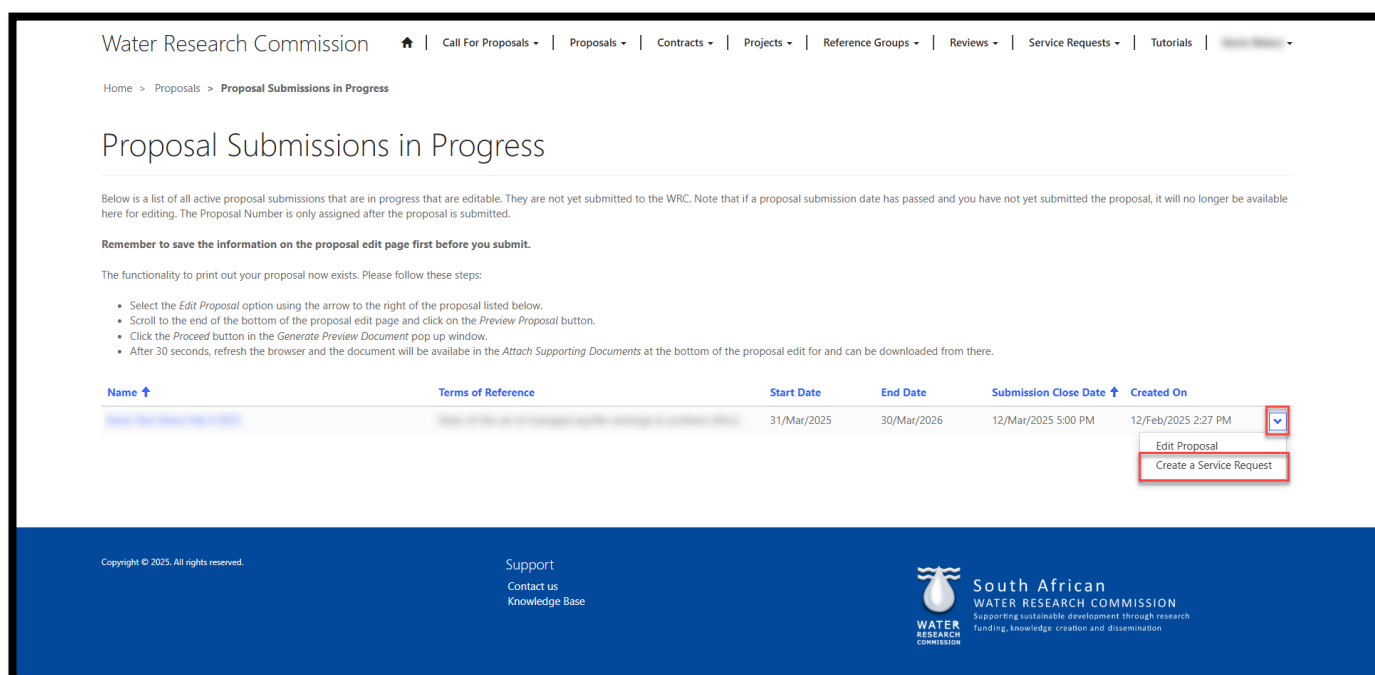 Water Research Commission
Call For Proposals
Proposals
Contracts
Projects
Reference Groups
Reviews
Service Requests
Tutorials
Home > Proposals > Proposal Submissions in Progress
Proposal Submissions in Progress
Below is a list of all active proposal submissions that are in progress that are editable. They are not yet submitted to the WRC. Note that if a proposal submission date has passed and you have not yet submitted the proposal, it will no longer be available
here for editing. The Proposal Number is only assigned after the proposal is submitted.
Remember to save the information on the proposal edit page first before you submit.
The functionality to print out your proposal now exists. Please follow these steps:
• Select the Edit Proposal option using the arrow to the right of the proposal listed below.
• Scroll to the end of the bottom of the proposal edit page and click on the Preview Proposal button.
• Click the Proceed button in the Generate Preview Document pop up window.
• After 30 seconds, refresh the browser and the document will be availabe in the Attach Supporting Documents at the bottom of the proposal edit for and can be downloaded from there.
Name Terms of Reference Start Date End Date Submission Close Date Created On
31/Mar/2025 30/Mar/2026 12/Mar/2025 5:00 PM 12/Feb/2025 2:27 PM
Edit Proposal
Create a Service Request
Copyright © 2025. All rights reserved.
Support
Contact us
Knowledge Base
WATER
RESEARCH
COMMISSION
South African
WATER RESEARCH COMMISSION
Supporting sustainable development through research
funding, knowledge creation and dissemination